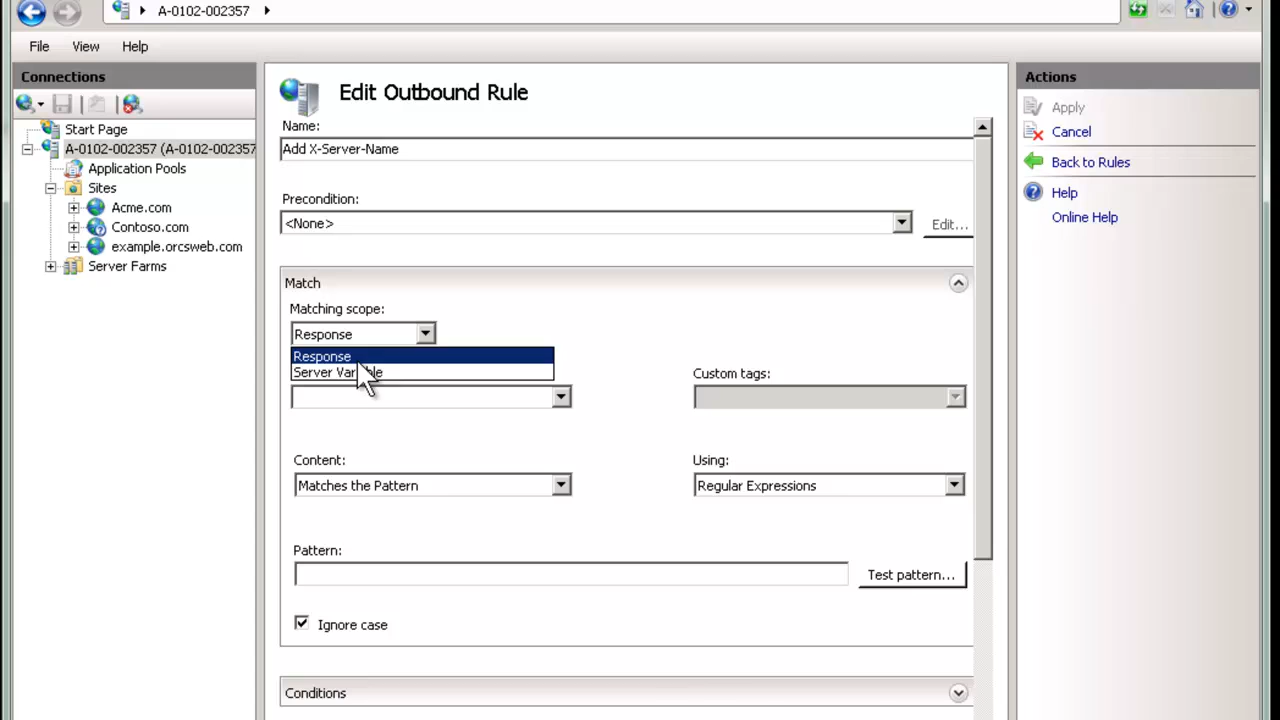 A-0102-002357
File View Help
Connections
Start Page
A-0102-002357 (A-0102-002357
Application Pools
Sites
Acme.com
Contoso.com
example.orcsweb.com
Server Farms
Edit Outbound Rule
Name:
Add X-Server-Name
Precondition:
<None>
Edit...
Match
Matching scope:
Response
Response
Server Variable
Custom tags:
Content:
Matches the Pattern
Using:
Regular Expressions
Pattern:
Test pattern...
Ignore case
Conditions
Actions
Apply
Cancel
Back to Rules
Help
Online Help